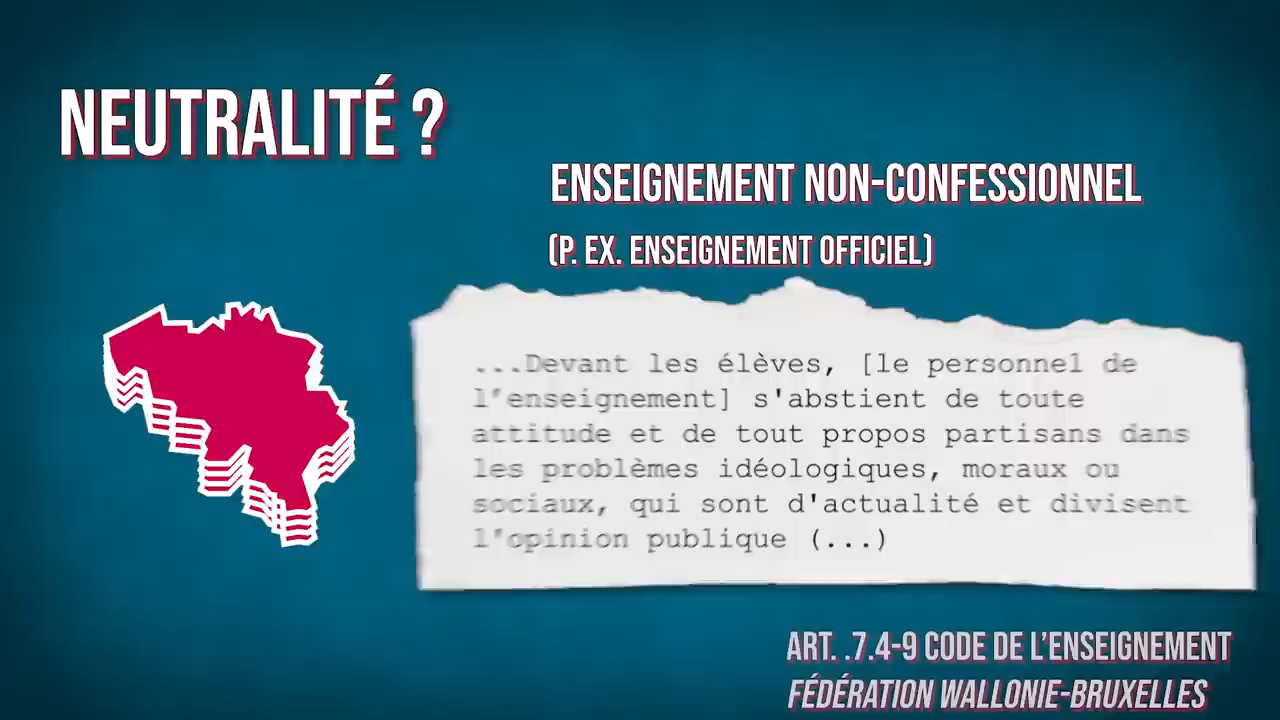 NEUTRALITÉ ?
ENSEIGNEMENT NON-CONFESSIONNEL
(P. EX. ENSEIGNEMENT OFFICIEL)
...Devant les élèves, [le personnel de
l’enseignement] s'abstient de toute
attitude et de tout propos partisans dans
les problèmes idéologiques, moraux ou
sociaux, qui sont d'actualité et divisent
l'opinion publique (...)
ART. .7.4-9 CODE DE L’ENSEIGNEMENT
FÉDÉRATION WALLONIE-BRUXELLES